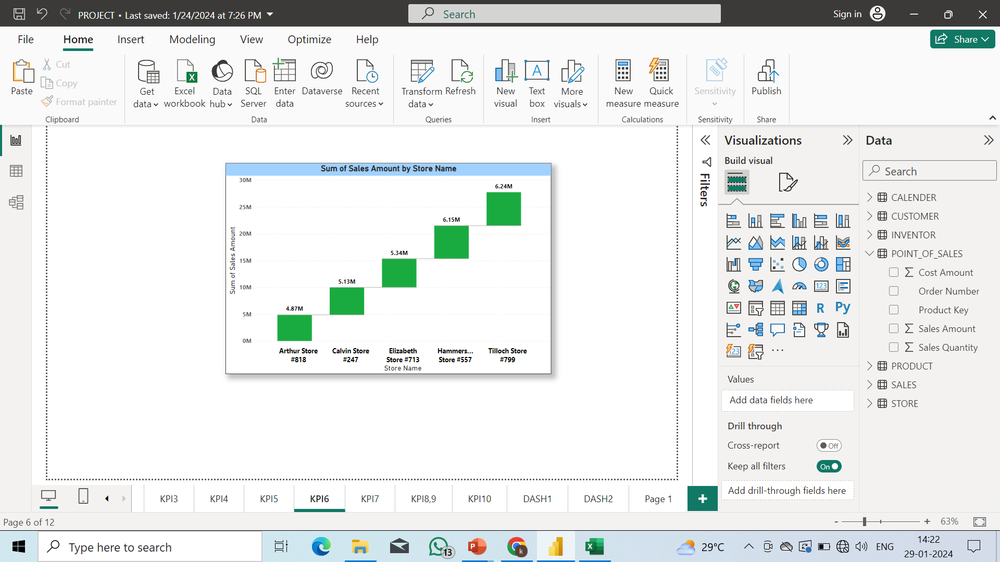 PROJECT • Last saved: 1/24/2024 at 7:26 PM
Search
Sign in
File
Home
Insert
Modeling
View
Optimize
Help
Share
Paste
Cut
Copy
Format painter
Clipboard
Get data
Excel workbook
Data hub
SQL Server
Enter data
Dataverse
Recent sources
Data
Transform data
Refresh
Queries
New visual
Text box
More visuals
Insert
New measure
Quick measure
Calculations
Sensitivity
Sensitivity
Publish
Share
Sum of Sales Amount by Store Name
Sum of Sales Amount
30M
25M
20M
15M
10M
5M
0M
4.87M
5.13M
5.34M
6.15M
6.24M
Arthur Store #818
Calvin Store #247
Elizabeth Store #713
Hammers... Store #557
Tilloch Store #799
Store Name
Filters
Visualizations
Build visual
123
R
Py
123
Values
Add data fields here
Drill through
Cross-report
Off
Keep all filters
On
Add drill-through fields here
Data
Search
CALENDER
CUSTOMER
INVENTOR
POINT_OF_SALES
Cost Amount
Order Number
Product Key
Sales Amount
Sales Quantity
PRODUCT
SALES
STORE
KPI3
KPI4
KPI5
KPI6
KPI7
KPI8,9
KPI10
DASH1
DASH2
Page 1
Page 6 of 12
63%
Type here to search
13
29°C
ENG
14:22
29-01-2024